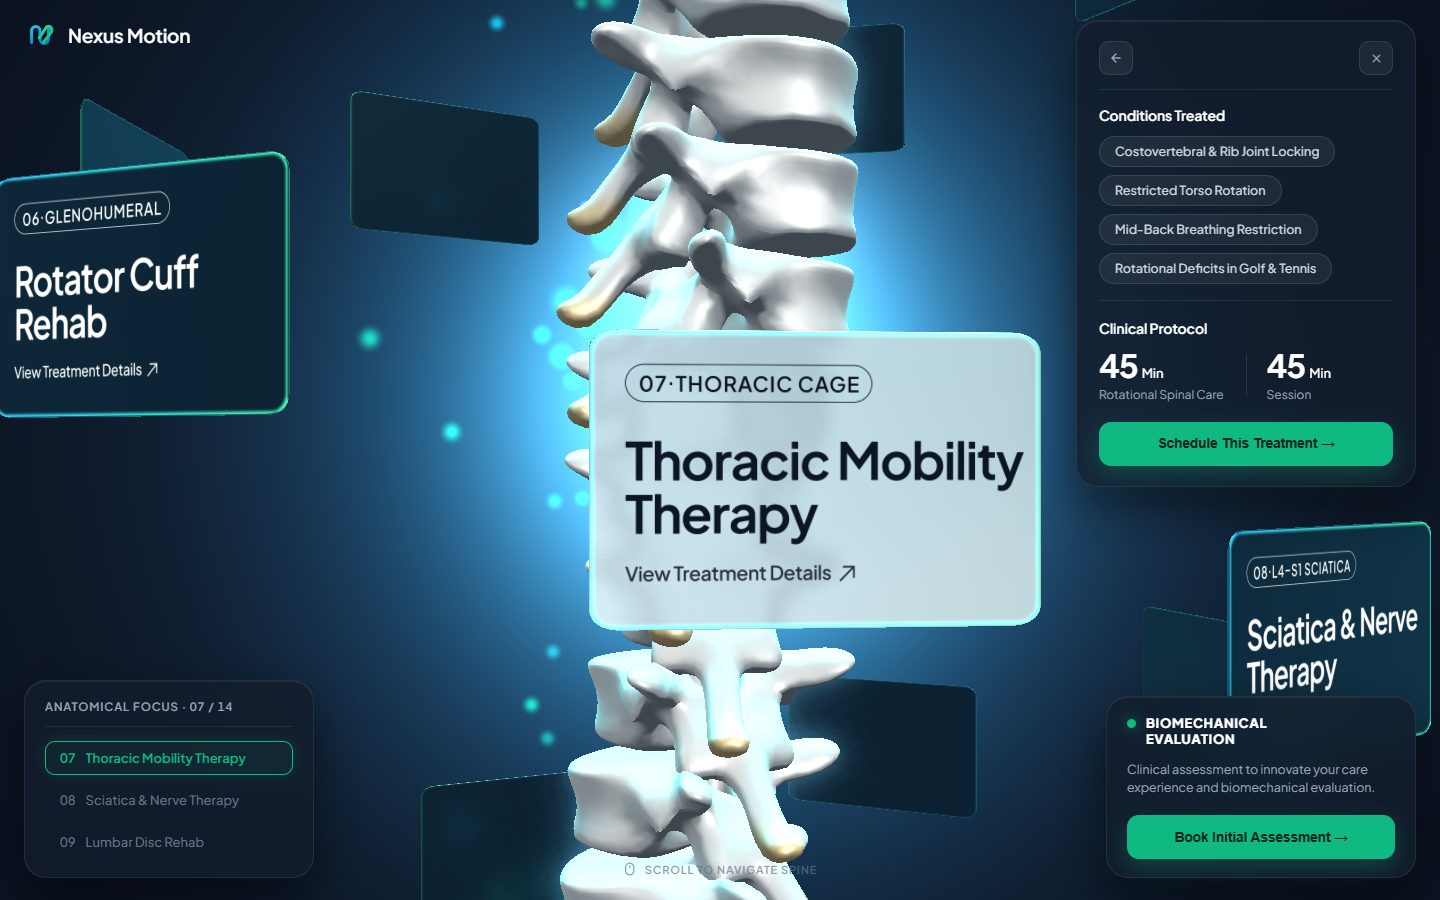 Nexus Motion
06·GLENOHUMERAL
Rotator Cuff
Rehab
View Treatment Details ↗
07·THORACIC CAGE
Thoracic Mobility
Therapy
View Treatment Details ↗
Conditions Treated
Costovertebral & Rib Joint Locking
Restricted Torso Rotation
Mid-Back Breathing Restriction
Rotational Deficits in Golf & Tennis
Clinical Protocol
45 Min
Rotational Spinal Care
45 Min
Session
Schedule This Treatment →
08·L4-S1 SCIATICA
Sciatica & Nerve
Therapy
ANATOMICAL FOCUS · 07 / 14
07 Thoracic Mobility Therapy
08 Sciatica & Nerve Therapy
09 Lumbar Disc Rehab
SCROLL TO NAVIGATE SPINE
BIOMECHANICAL
EVALUATION
Clinical assessment to innovate your care
experience and biomechanical evaluation.
Book Initial Assessment →